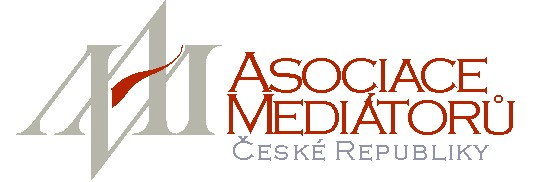 Asociace
Mediátorů
České Republiky